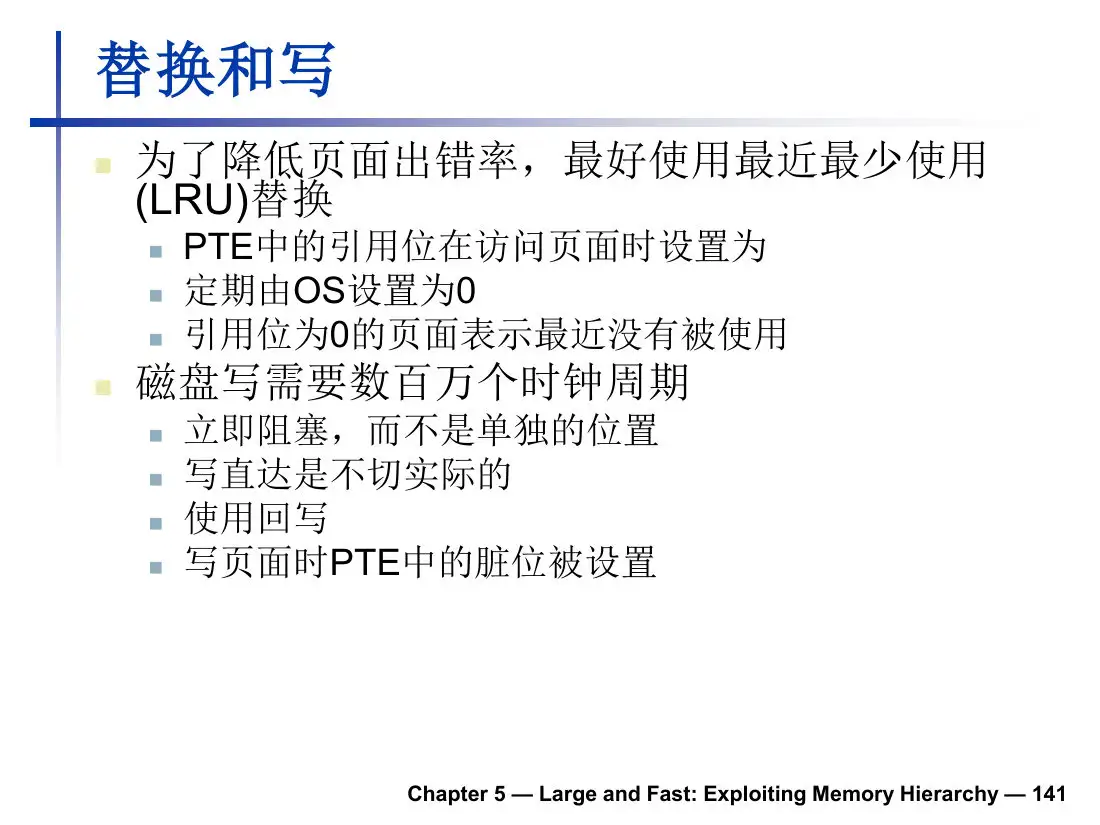 替换和写
为了降低页面出错率，最好使用最近最少使用
(LRU)替换
PTE中的引用位在访问页面时设置为
定期由OS设置为0
引用位为0的页面表示最近没有被使用
磁盘写需要数百万个时钟周期
立即阻塞，而不是单独的位置
写直达是不切实际的
使用回写
写页面时PTE中的脏位被设置
Chapter 5 — Large and Fast: Exploiting Memory Hierarchy — 141